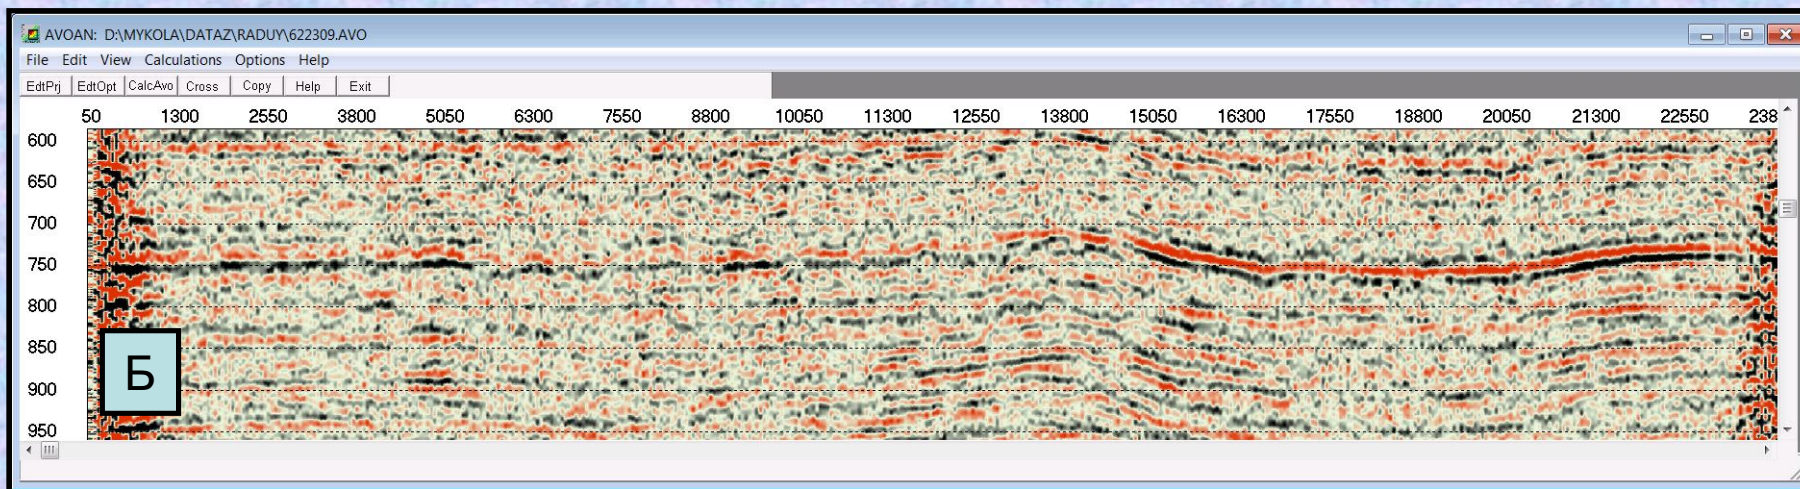 AVOAN: D:\MYKOLA\DATAZ\RADUY\622309.AVO
File Edit View Calculations Options Help
EdtPrj EdtOpt CalcAvo Cross Copy Help Exit
50 1300 2550 3800 5050 6300 7550 8800 10050 11300 12550 13800 15050 16300 17550 18800 20050 21300 22550 238
600
650
700
750
800
850
Б
900
950